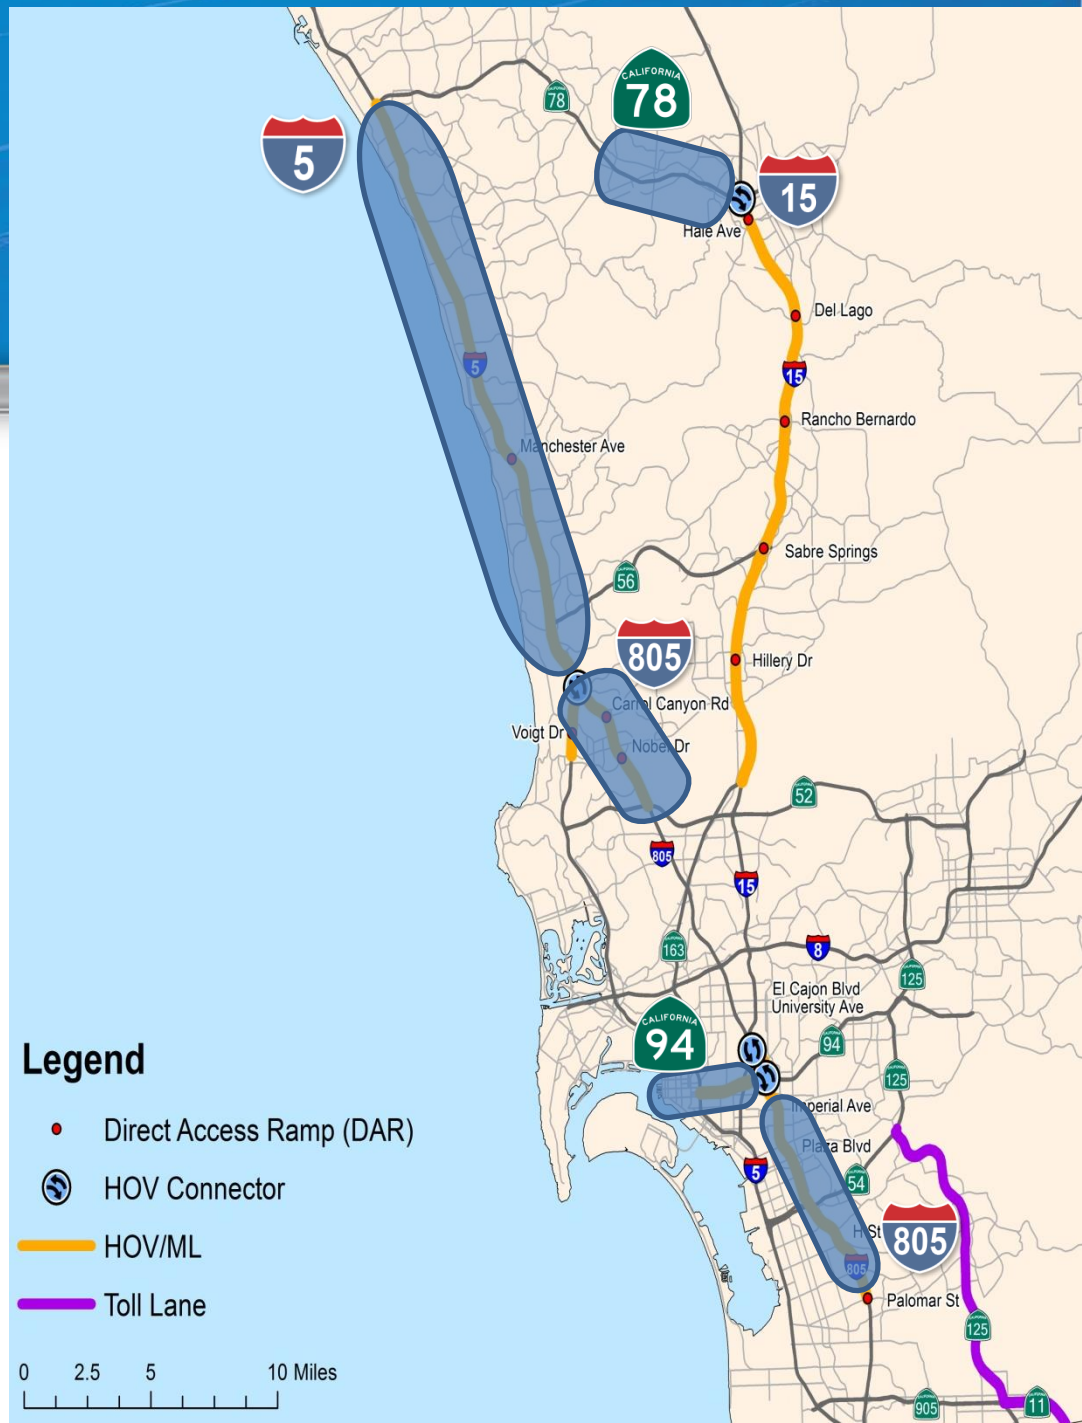 CALIFORNIA
78
78
5
15
Hale Ave
Del Lago
5
15
Rancho Bernardo
Manchester Ave
Sabre Springs
56
805
Hillery Dr
Carrol Canyon Rd
Voigt Dr
Nobel Dr
52
805
15
163
8
125
El Cajon Blvd
University Ave
CALIFORNIA
94
94
125
Imperial Ave
Plaza Blvd
5
54
H St
805
805
Palomar St
125
905
11
Legend
Direct Access Ramp (DAR)
HOV Connector
HOV/ML
Toll Lane
0 2.5 5 10 Miles